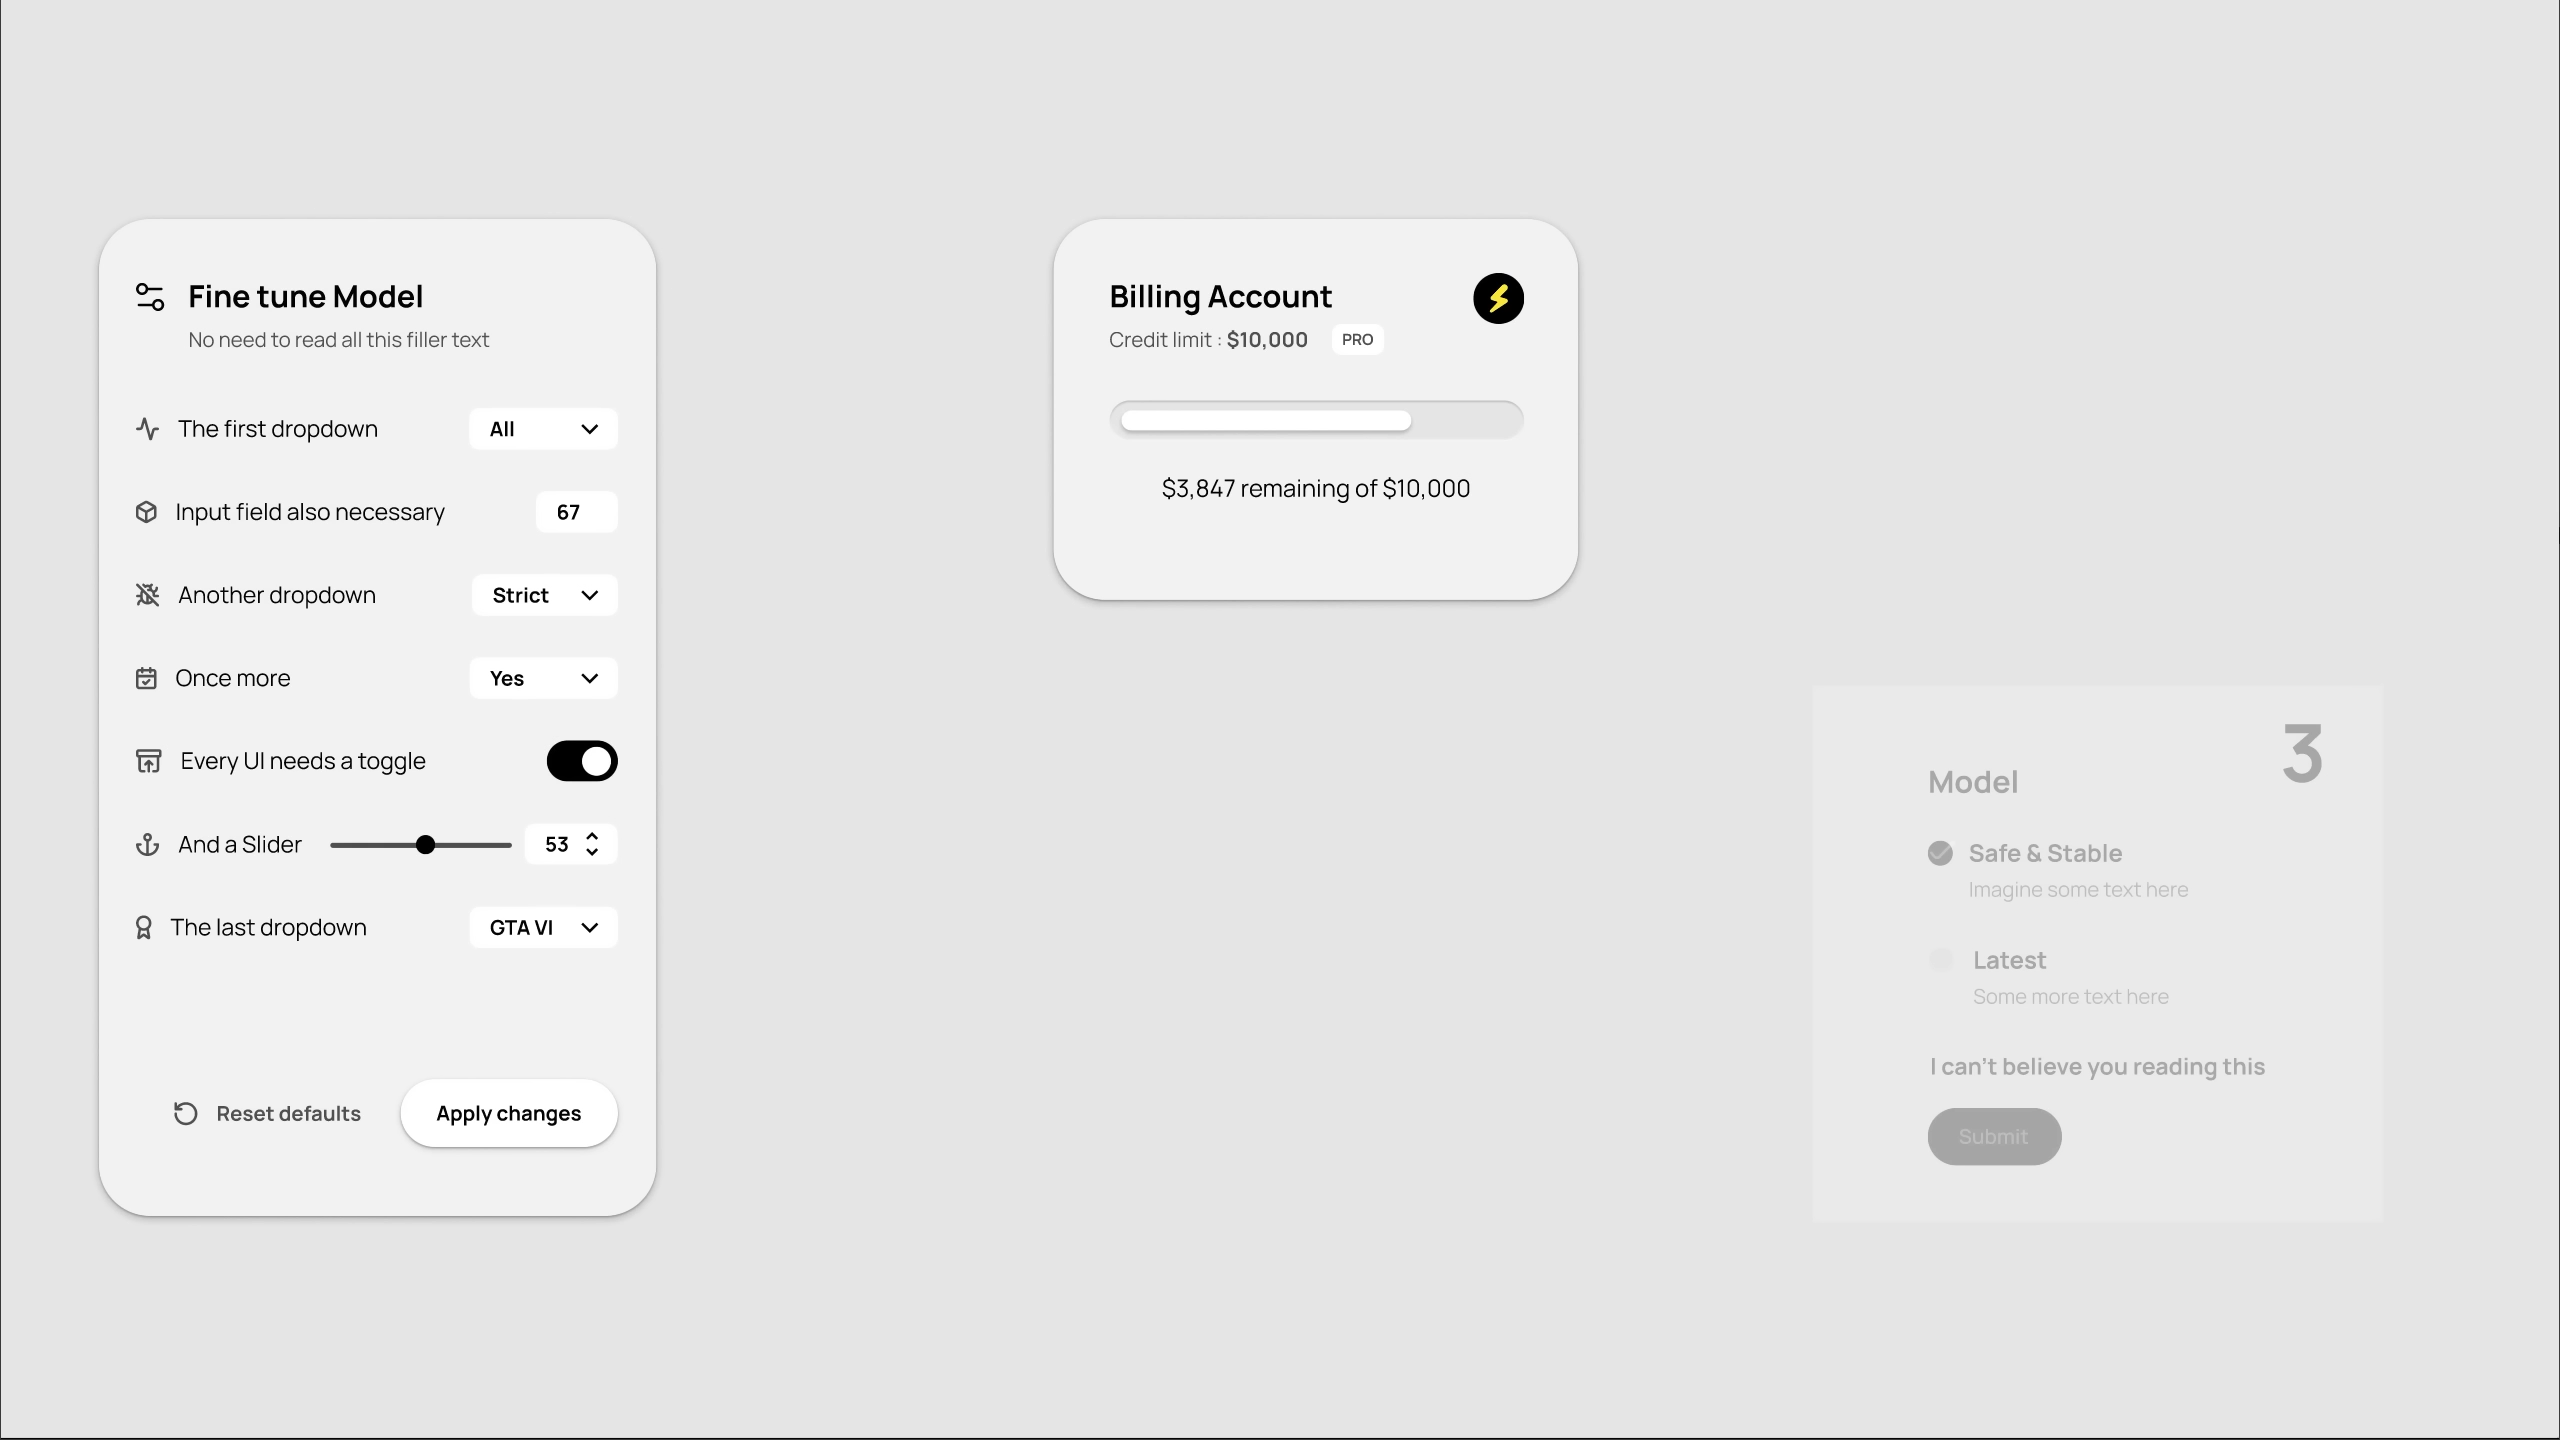 Fine tune Model
No need to read all this filler text
The first dropdown All
Input field also necessary 67
Another dropdown Strict
Once more Yes
Every UI needs a toggle
And a Slider 53
The last dropdown GTA VI
Reset defaults Apply changes
Billing Account
Credit limit : $10,000 PRO
$3,847 remaining of $10,000
3
Model
Safe & Stable
Imagine some text here
Latest
Some more text here
I can't believe you reading this
Submit